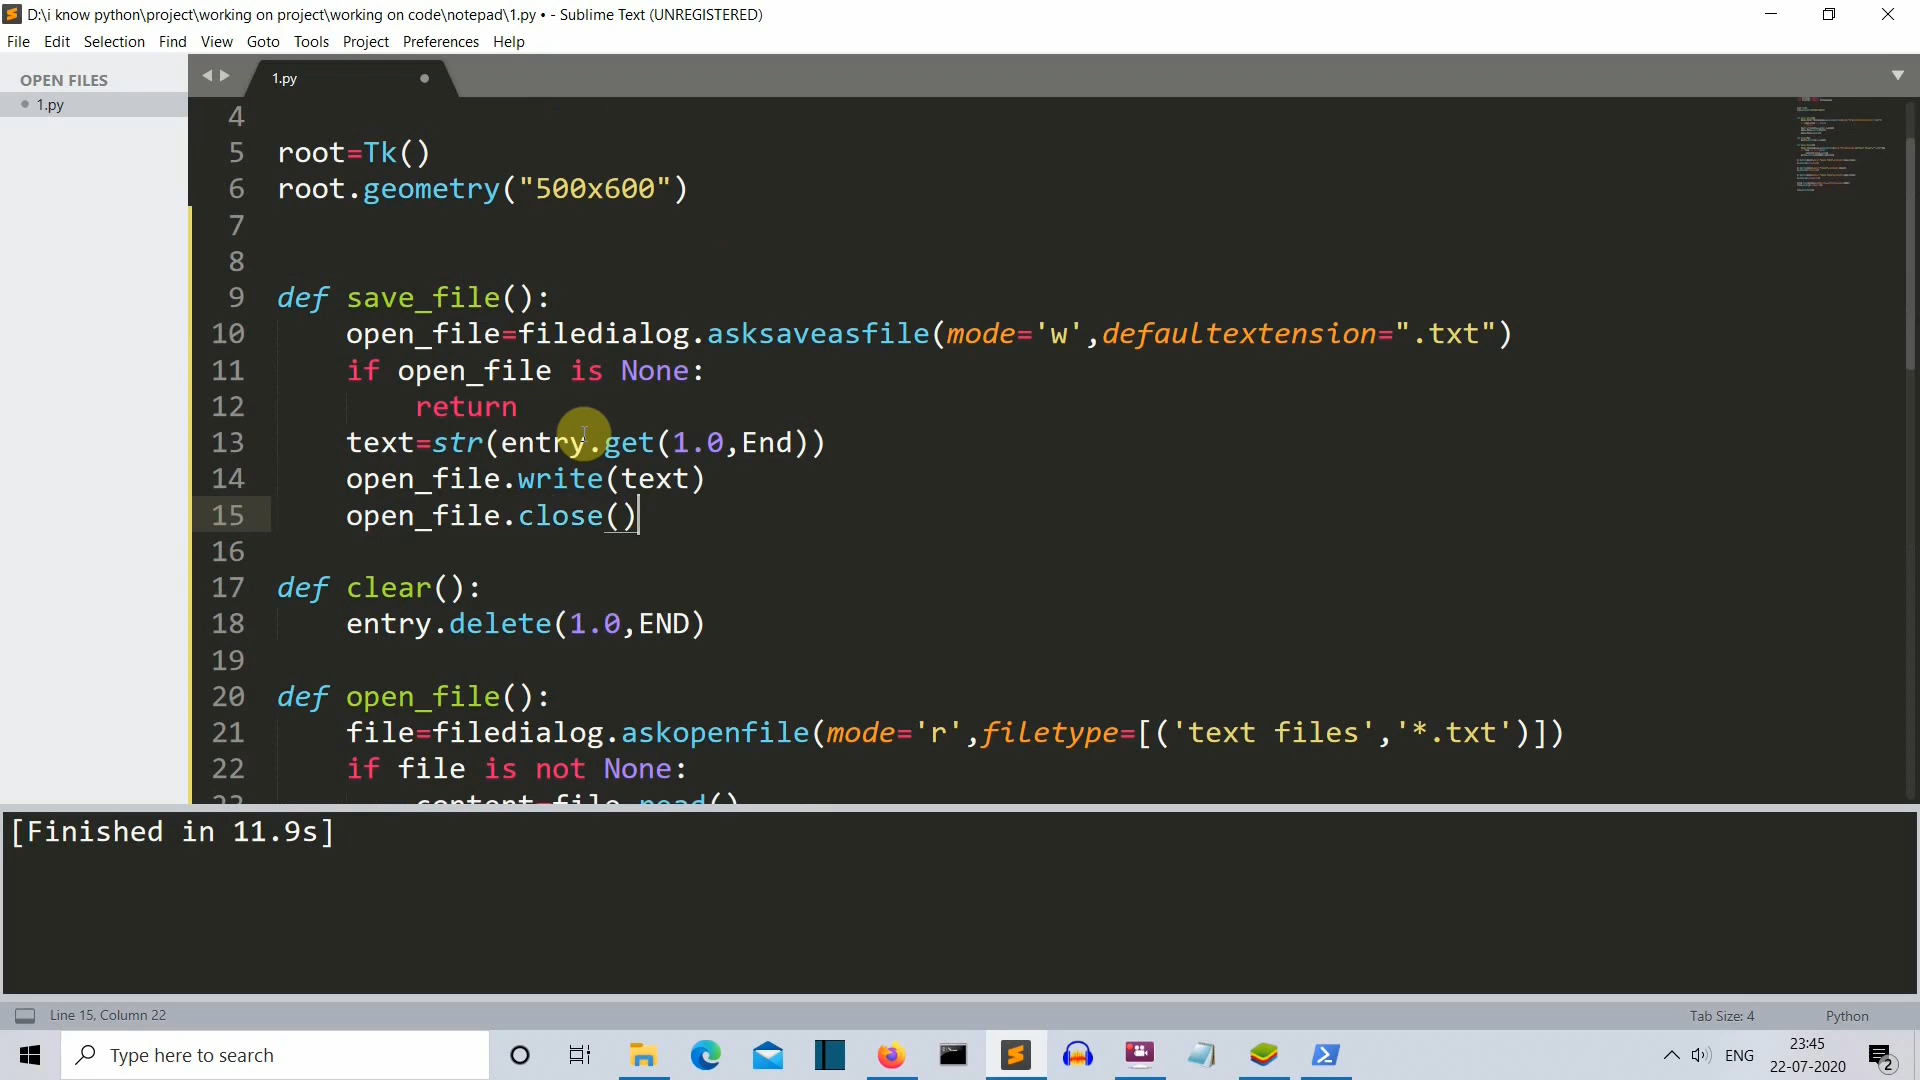 D:\i know python\project\working on project\working on code\notepad\1.py • - Sublime Text (UNREGISTERED)
File Edit Selection Find View Goto Tools Project Preferences Help
OPEN FILES
1.py
1.py
4
5 root=Tk()
6 root.geometry("500x600")
7
8
9 def save_file():
10 open_file=filedialog.asksaveasfile(mode='w',defaultextension=".txt")
11 if open_file is None:
12 return
13 text=str(entry.get(1.0,End))
14 open_file.write(text)
15 open_file.close()
16
17 def clear():
18 entry.delete(1.0,END)
19
20 def open_file():
21 file=filedialog.askopenfile(mode='r',filetype=[('text files','*.txt')])
22 if file is not None:
23 content=file.read()
[Finished in 11.9s]
Line 15, Column 22
Tab Size: 4
Python
Type here to search
ENG
23:45
22-07-2020
2